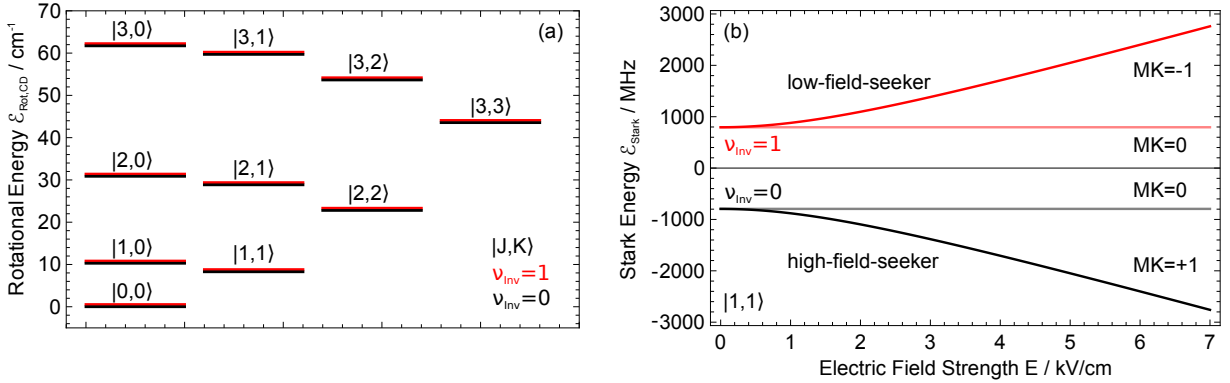 (a)
Rotational Energy ℰRot,CD / cm-1
70
60
50
40
30
20
10
0
|3,0⟩
|3,1⟩
|3,2⟩
|3,3⟩
|2,0⟩
|2,1⟩
|2,2⟩
|1,0⟩
|1,1⟩
|0,0⟩
|J,K⟩
νInv=1
νInv=0
(b)
Stark Energy ℰStark / MHz
3000
2000
1000
0
-1000
-2000
-3000
low-field-seeker
MK=-1
νInv=1
MK=0
νInv=0
MK=0
high-field-seeker
MK=+1
|1,1⟩
0 1 2 3 4 5 6 7
Electric Field Strength E / kV/cm